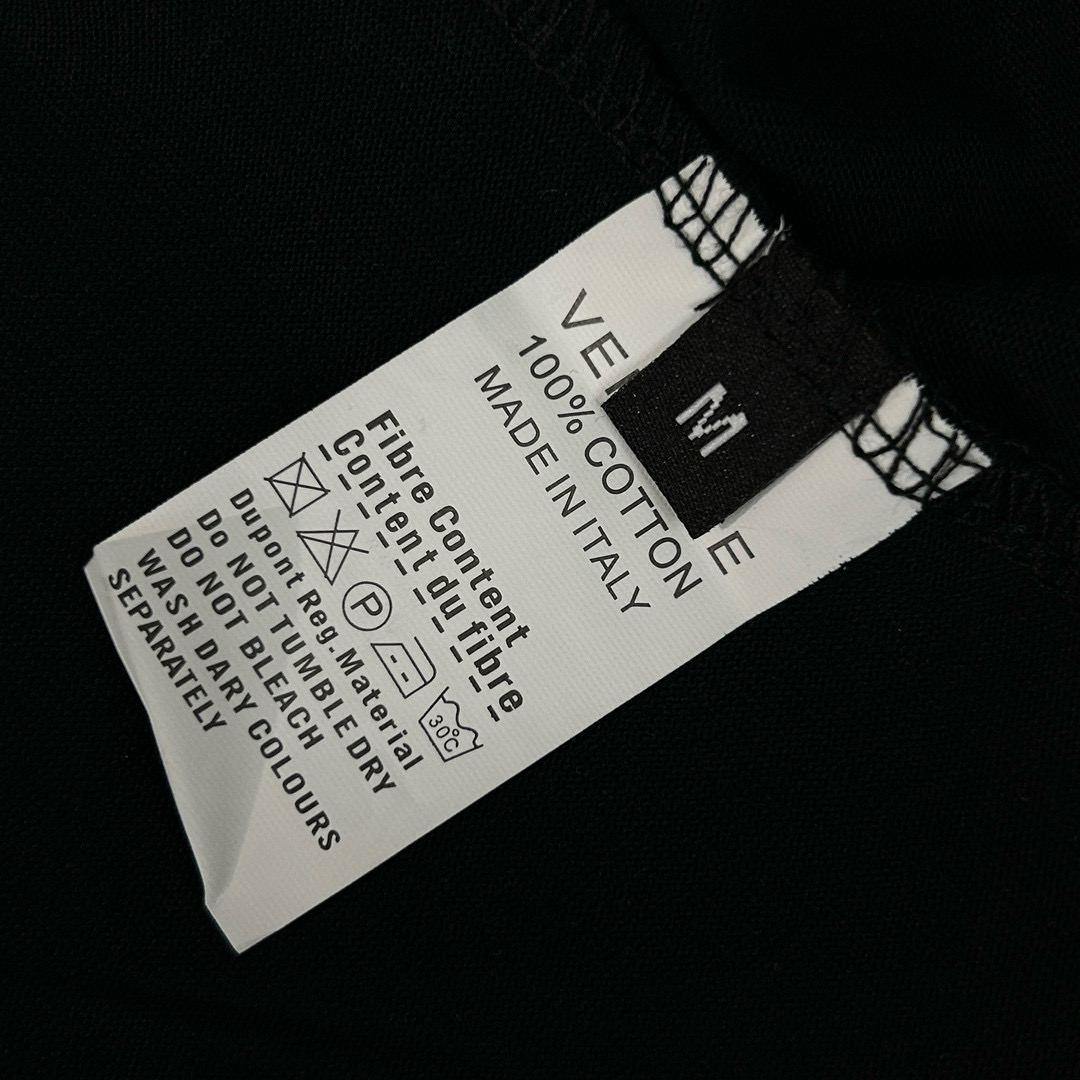 M
100% COTTON
MADE IN ITALY
Fibre Content
Content du fibre
P
30°C
Dupont Reg.Material
Do NOT TUMBLE DRY
DO NOT BLEACH
WASH DARY COLOURS
SEPARATELY